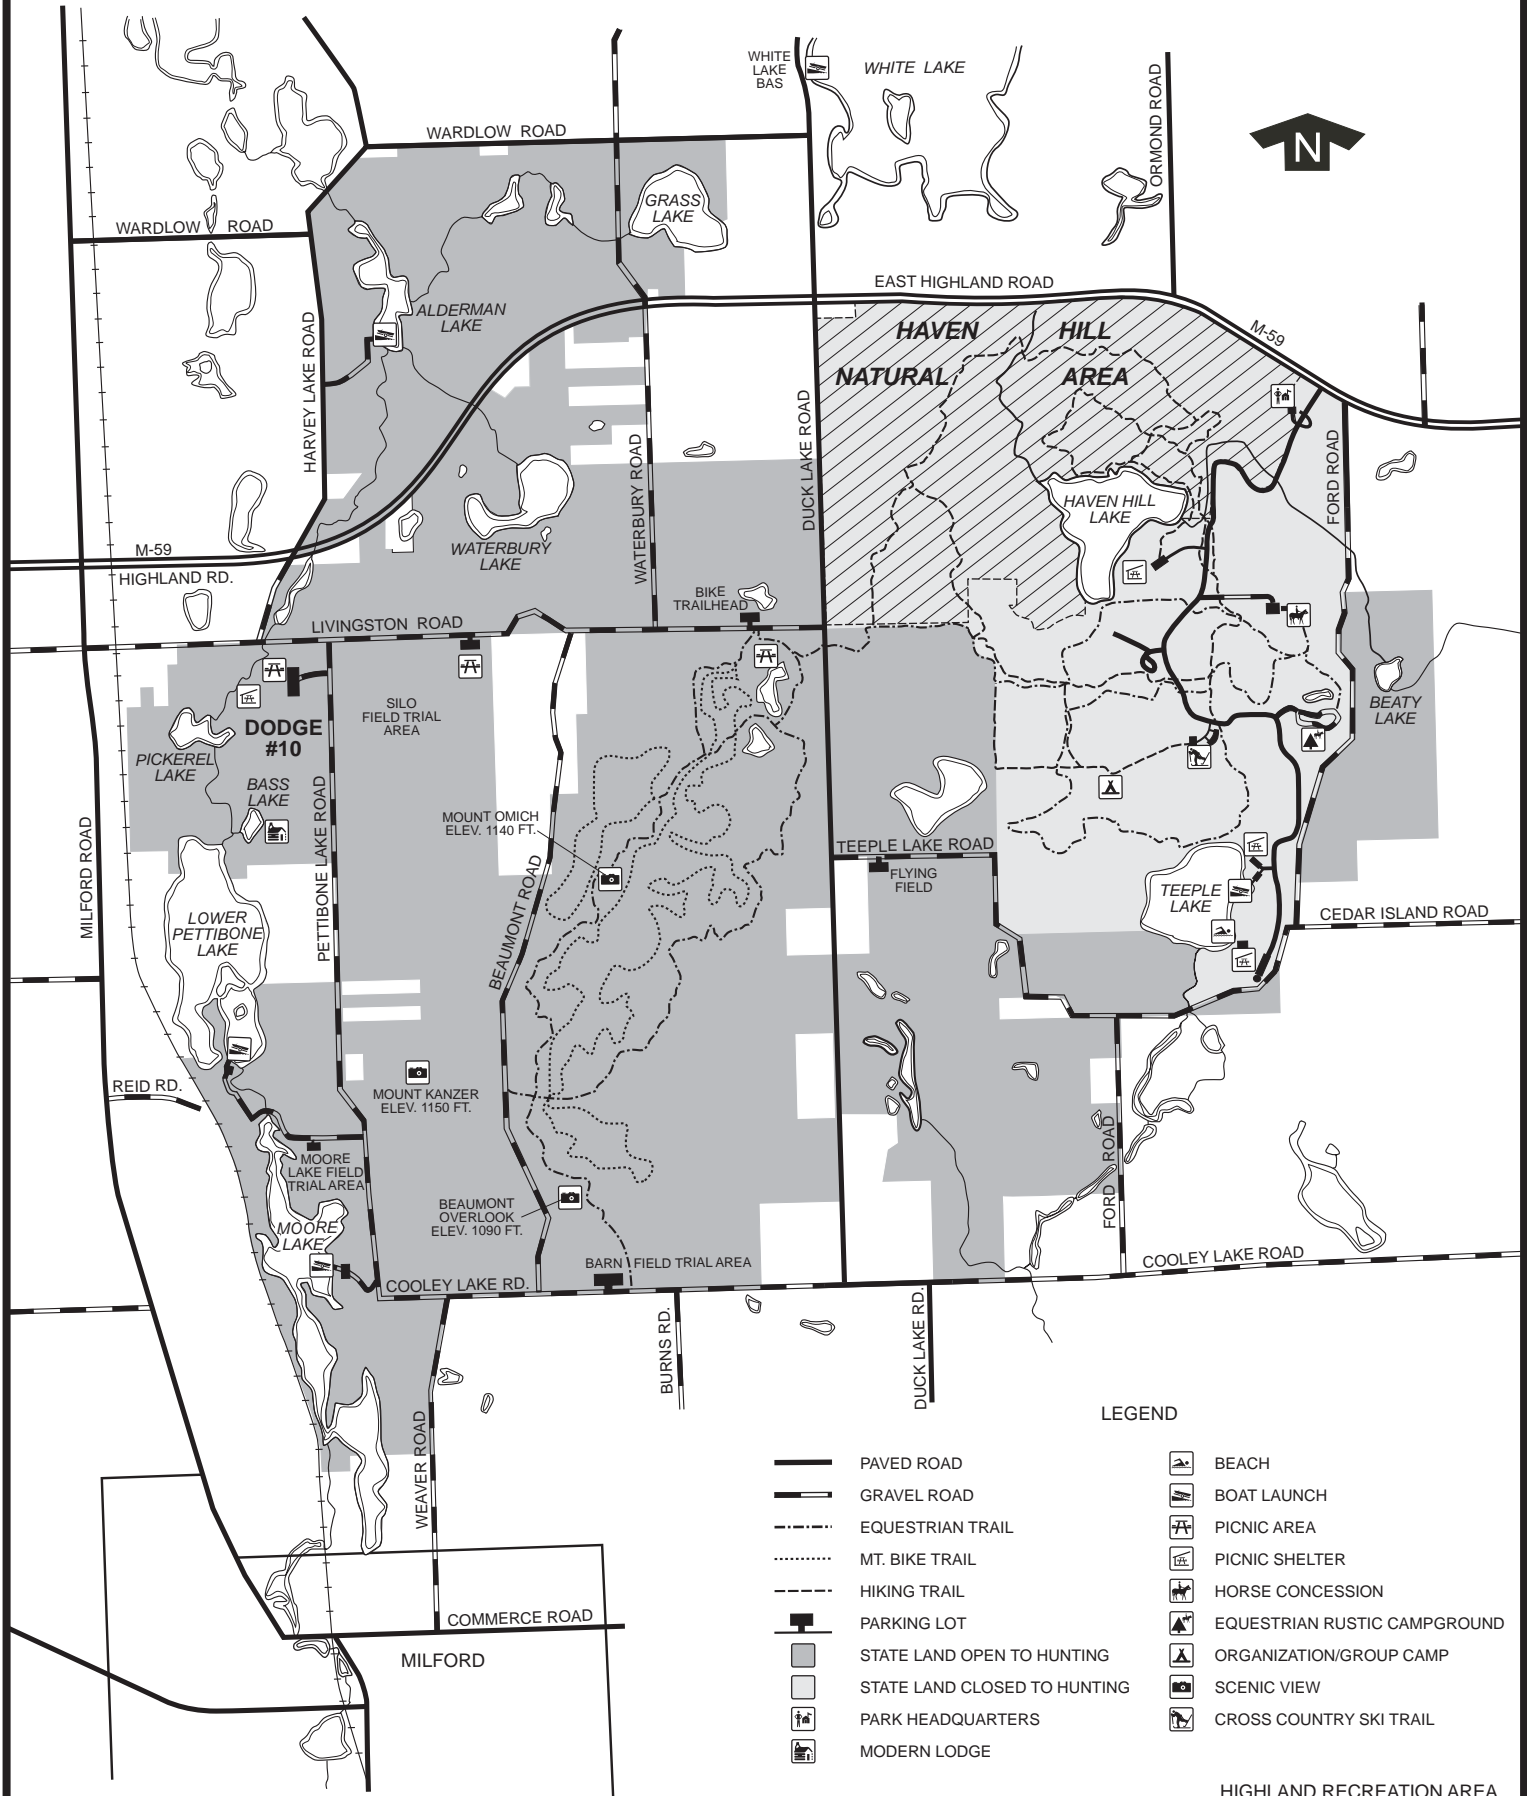 WHITE
LAKE
BAS
WHITE LAKE
ORMOND ROAD
N
WARDLOW ROAD
GRASS
LAKE
WARDLOW ROAD
EAST HIGHLAND ROAD
M-59
ALDERMAN
LAKE
HARVEY LAKE ROAD
HAVEN HILL
NATURAL AREA
DUCK LAKE ROAD
WATERBURY ROAD
FORD ROAD
HAVEN HILL
LAKE
WATERBURY
LAKE
M-59
HIGHLAND RD.
BIKE
TRAILHEAD
LIVINGSTON ROAD
SILO
FIELD TRIAL
AREA
DODGE
#10
PICKEREL
LAKE
BASS
LAKE
BEATY
LAKE
MILFORD ROAD
PETTIBONE LAKE ROAD
MOUNT OMICH
ELEV. 1140 FT.
BEAUMONT ROAD
TEEPLE LAKE ROAD
FLYING
FIELD
TEEPLE
LAKE
CEDAR ISLAND ROAD
LOWER
PETTIBONE
LAKE
REID RD.
MOUNT KANZER
ELEV. 1150 FT.
MOORE
LAKE FIELD
TRIAL AREA
FORD ROAD
BEAUMONT
OVERLOOK
ELEV. 1090 FT.
MOORE
LAKE
BARN FIELD TRIAL AREA
COOLEY LAKE RD.
COOLEY LAKE ROAD
BURNS RD.
DUCK LAKE RD.
WEAVER ROAD
COMMERCE ROAD
MILFORD
LEGEND
PAVED ROAD
GRAVEL ROAD
EQUESTRIAN TRAIL
MT. BIKE TRAIL
HIKING TRAIL
PARKING LOT
STATE LAND OPEN TO HUNTING
STATE LAND CLOSED TO HUNTING
PARK HEADQUARTERS
MODERN LODGE
BEACH
BOAT LAUNCH
PICNIC AREA
PICNIC SHELTER
HORSE CONCESSION
EQUESTRIAN RUSTIC CAMPGROUND
ORGANIZATION/GROUP CAMP
SCENIC VIEW
CROSS COUNTRY SKI TRAIL
HIGHLAND RECREATION AREA